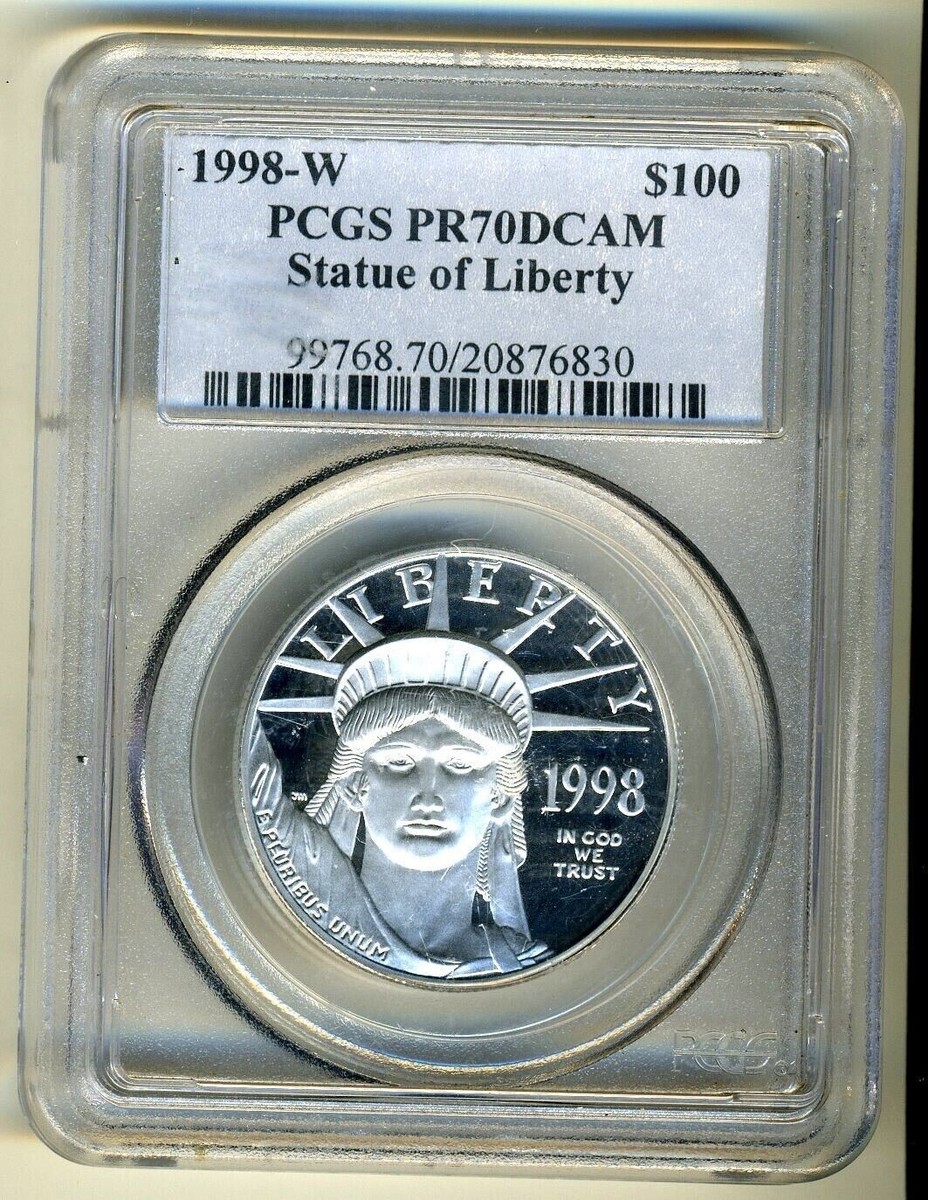 1998-W $100
PCGS PR70DCAM
Statue of Liberty
99768.70/20876830
LIBERTY
1998
IN GOD
WE
TRUST
E PLURIBUS UNUM
PCGS